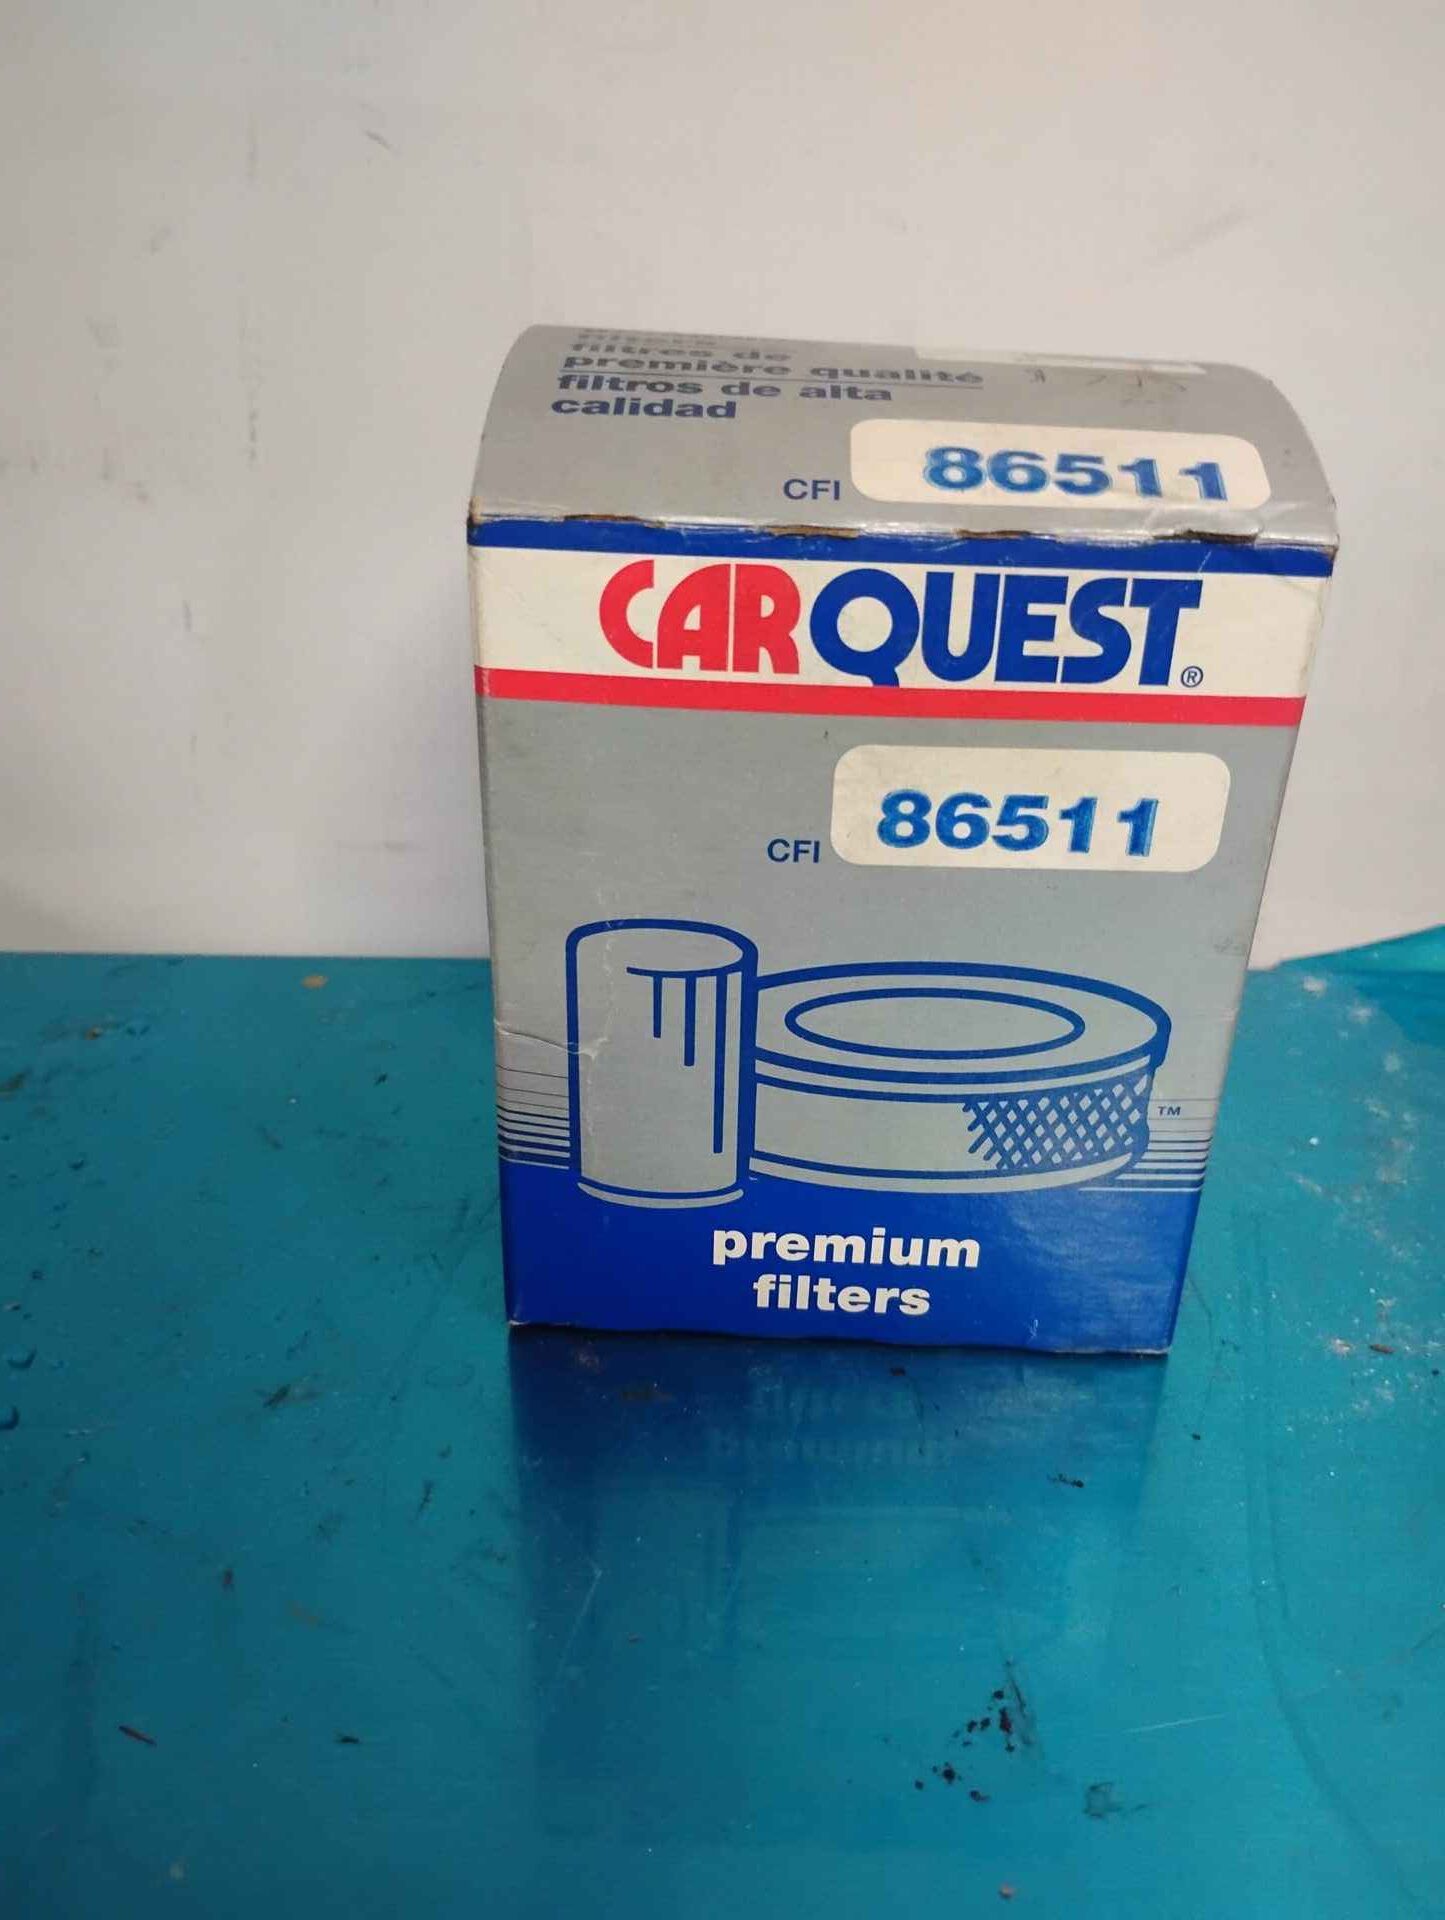 filtres de
première qualité
filtros de alta
calidad
CFI 86511
CARQUEST®
CFI 86511
TM
premium
filters